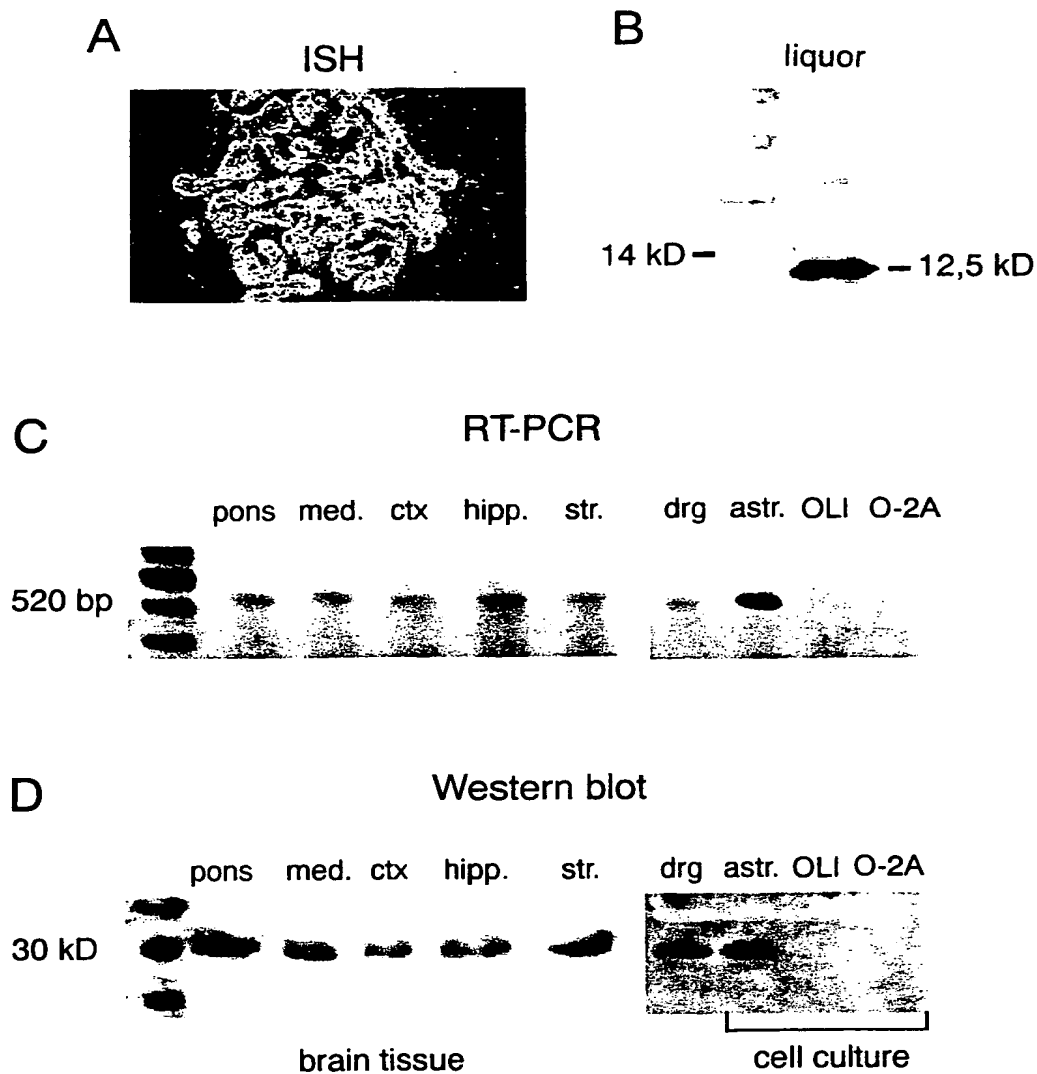 A
ISH
B
liquor
14 kD
12,5 kD
C
RT-PCR
pons med. ctx hipp. str. drg astr. OLI O-2A
520 bp
D
Western blot
pons med. ctx hipp. str. drg astr. OLI O-2A
30 kD
brain tissue
cell culture